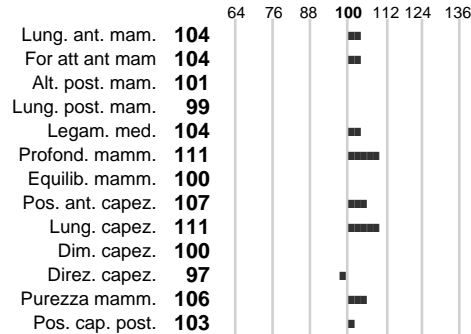 64 76 88 100 112 124 136
Lung. ant. mam. 104
For att ant mam 104
Alt. post. mam. 101
Lung. post. mam. 99
Legam. med. 104
Profond. mamm. 111
Equilib. mamm. 100
Pos. ant. capez. 107
Lung. capez. 111
Dim. capez. 100
Direz. capez. 97
Purezza mamm. 106
Pos. cap. post. 103